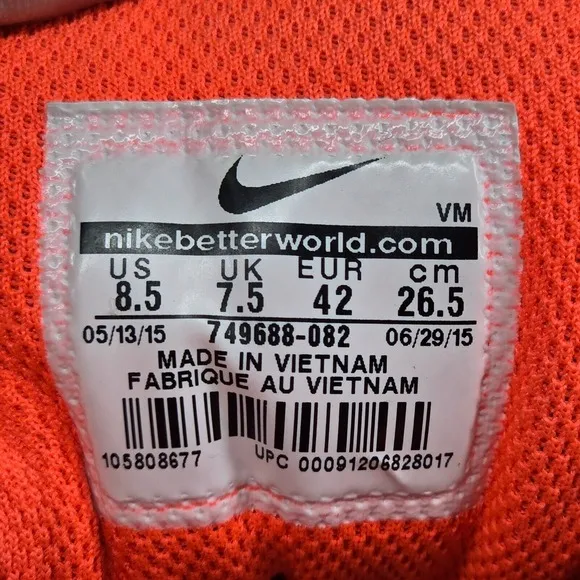 VM
nikebetterworld.com
US UK EUR cm
8.5 7.5 42 26.5
05/13/15 749688-082 06/29/15
MADE IN VIETNAM
FABRIQUE AU VIETNAM
105808677 UPC 00091206828017